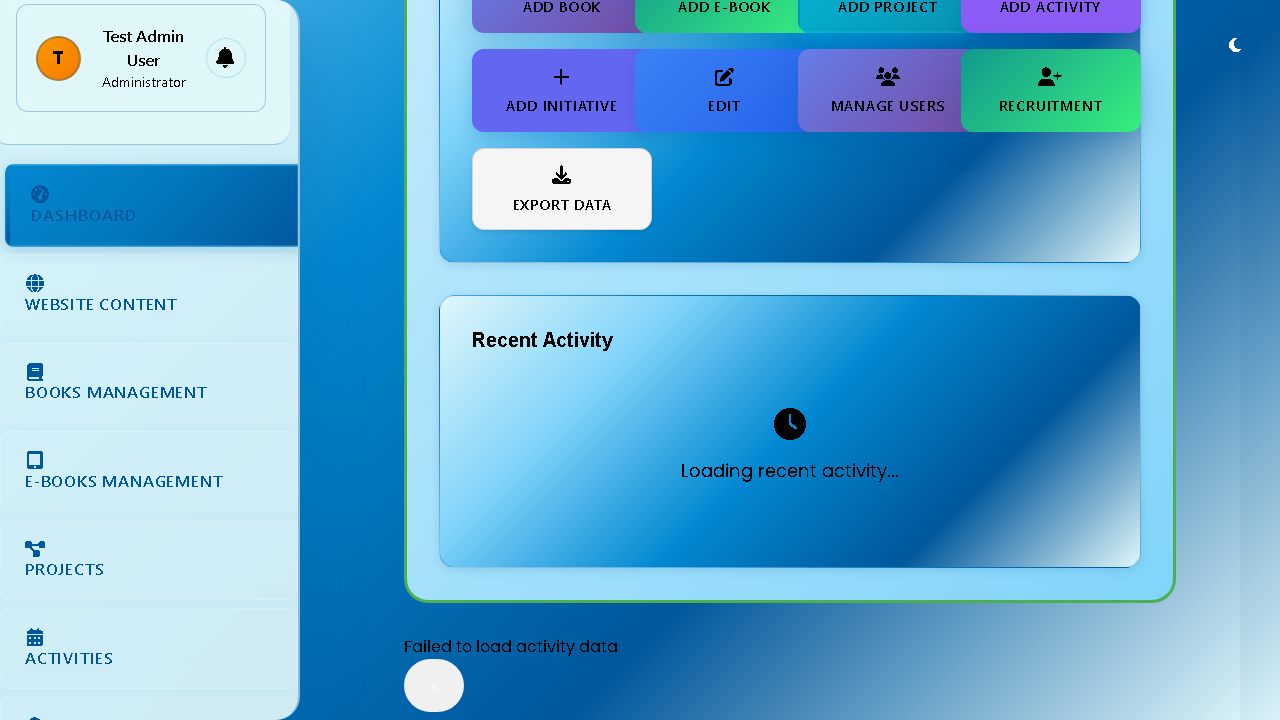 T
Test Admin
User
Administrator
DASHBOARD
WEBSITE CONTENT
BOOKS MANAGEMENT
E-BOOKS MANAGEMENT
PROJECTS
ACTIVITIES
ADD BOOK
ADD E-BOOK
ADD PROJECT
ADD ACTIVITY
ADD INITIATIVE
EDIT
MANAGE USERS
RECRUITMENT
EXPORT DATA
Recent Activity
Loading recent activity...
Failed to load activity data
×